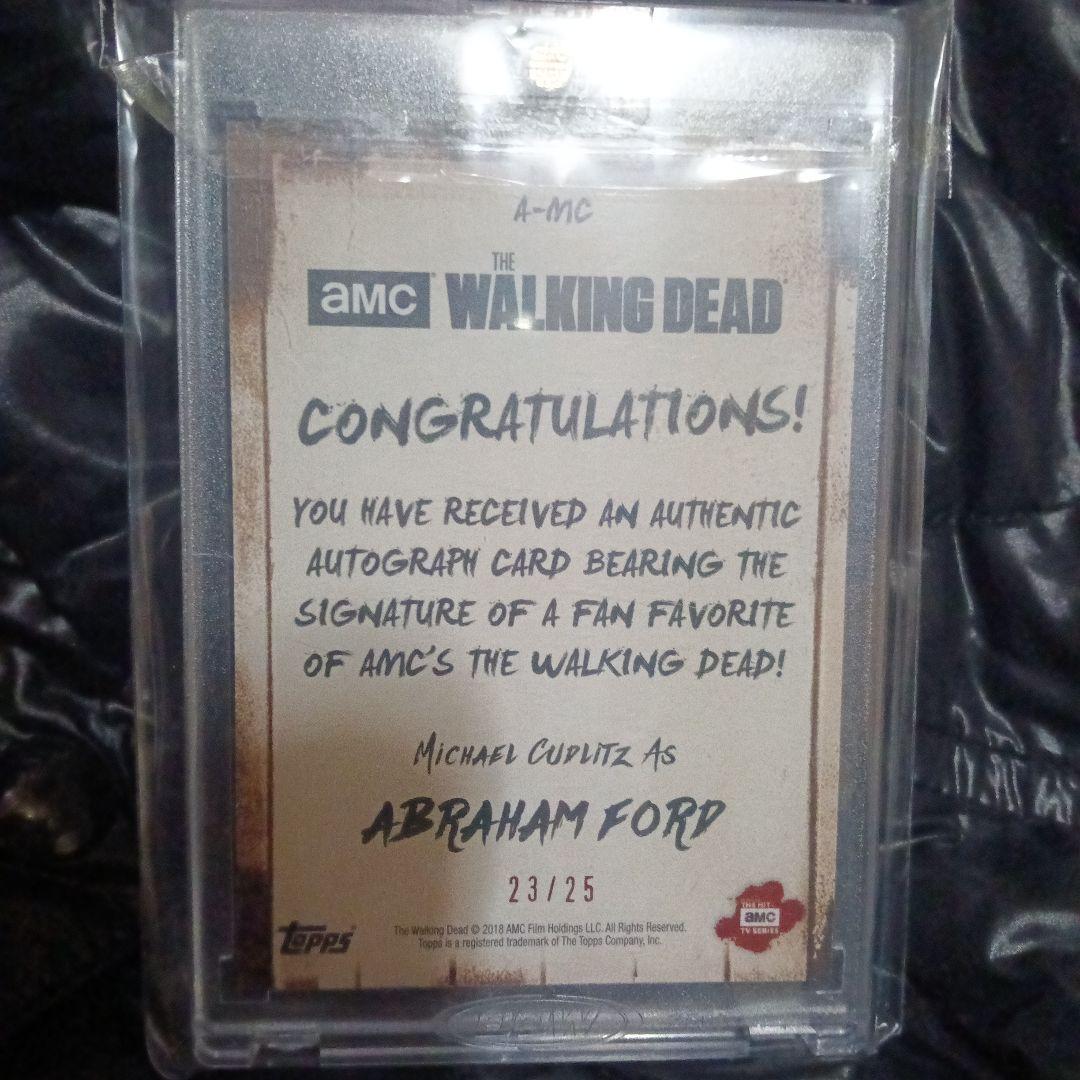 A-MC
THE
aMC WALKING DEAD
CONGRATULATIONS!
YOU HAVE RECEIVED AN AUTHENTIC
AUTOGRAPH CARD BEARING THE
SIGNATURE OF A FAN FAVORITE
OF AMC'S THE WALKING DEAD!
MICHAEL CUDLITZ AS
ABRAHAM FORD
23/25
topps
The Walking Dead © 2018 AMC Film Holdings LLC. All Rights Reserved.
Topps is a registered trademark of The Topps Company, Inc.
THE HIT
aMC
TV SERIES